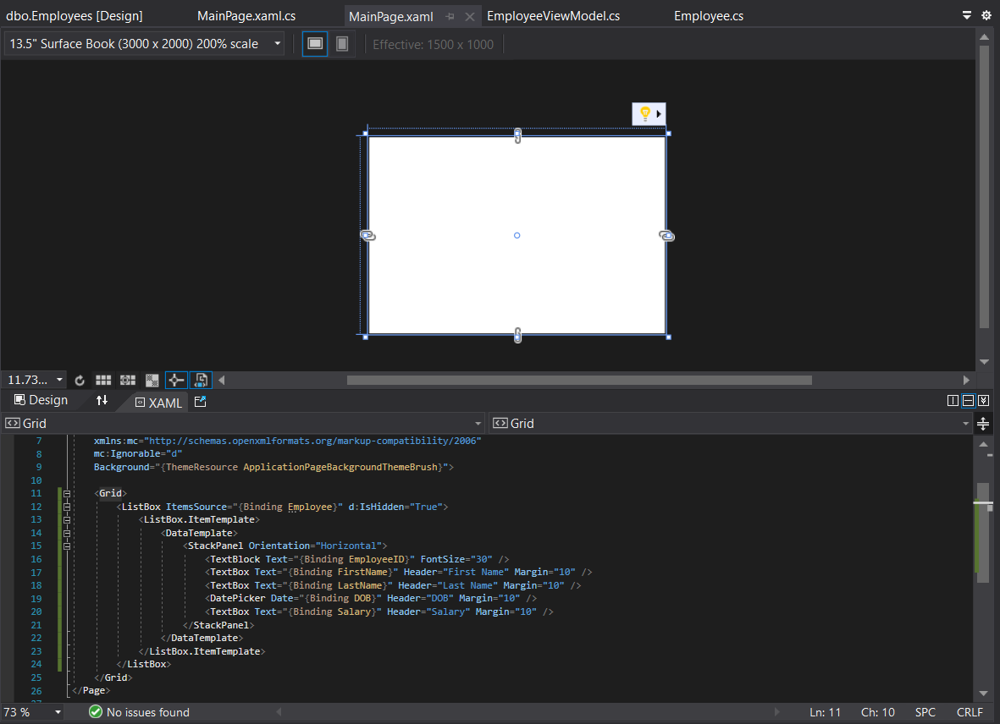 dbo.Employees [Design] MainPage.xaml.cs MainPage.xaml EmployeeViewModel.cs Employee.cs
13.5" Surface Book (3000 x 2000) 200% scale Effective: 1500 x 1000
11.73...
Design XAML
Grid Grid
7 xmlns:mc="http://schemas.openxmlformats.org/markup-compatibility/2006"
8 mc:Ignorable="d"
9 Background="{ThemeResource ApplicationPageBackgroundThemeBrush}">
10
11 <Grid>
12 <ListBox ItemsSource="{Binding Employee}" d:IsHidden="True">
13 <ListBox.ItemTemplate>
14 <DataTemplate>
15 <StackPanel Orientation="Horizontal">
16 <TextBlock Text="{Binding EmployeeID}" FontSize="30" />
17 <TextBox Text="{Binding FirstName}" Header="First Name" Margin="10" />
18 <TextBox Text="{Binding LastName}" Header="Last Name" Margin="10" />
19 <DatePicker Date="{Binding DOB}" Header="DOB" Margin="10" />
20 <TextBox Text="{Binding Salary}" Header="Salary" Margin="10" />
21 </StackPanel>
22 </DataTemplate>
23 </ListBox.ItemTemplate>
24 </ListBox>
25 </Grid>
26 </Page>
73 % No issues found Ln: 11 Ch: 10 SPC CRLF